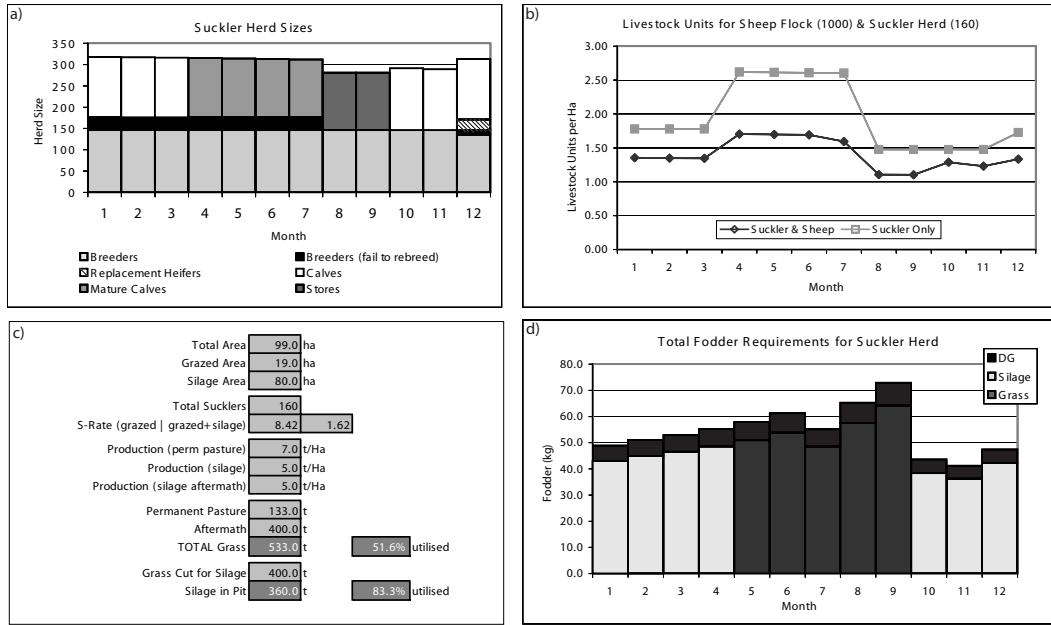 a)
Suckler Herd Sizes
350
300
250
200
150
100
50
0
Herd Size
1 2 3 4 5 6 7 8 9 10 11 12
Month
Breeders Breeders (fail to rebreed)
Replacement Heifers Calves
Mature Calves Stores
b)
Livestock Units for Sheep Flock (1000) & Suckler Herd (160)
3.00
2.50
2.00
1.50
1.00
0.50
0.00
Livestock Units per Ha
Suckler & Sheep Suckler Only
1 2 3 4 5 6 7 8 9 10 11 12
Month
c)
Total Area 99.0 ha
Grazed Area 19.0 ha
Silage Area 80.0 ha
Total Sucklers 160
S-Rate (grazed | grazed+silage) 8.42 1.62
Production (perm pasture) 7.0 t/Ha
Production (silage) 5.0 t/Ha
Production (silage aftermath) 5.0 t/Ha
Permanent Pasture 133.0 t
Aftermath 400.0 t
TOTAL Grass 533.0 t 51.6% utilised
Grass Cut for Silage 400.0 t
Silage in Pit 360.0 t 83.3% utilised
d)
Total Fodder Requirements for Suckler Herd
DG
Silage
Grass
80.0
70.0
60.0
50.0
40.0
30.0
20.0
10.0
0.0
Fodder (kg)
1 2 3 4 5 6 7 8 9 10 11 12
Month